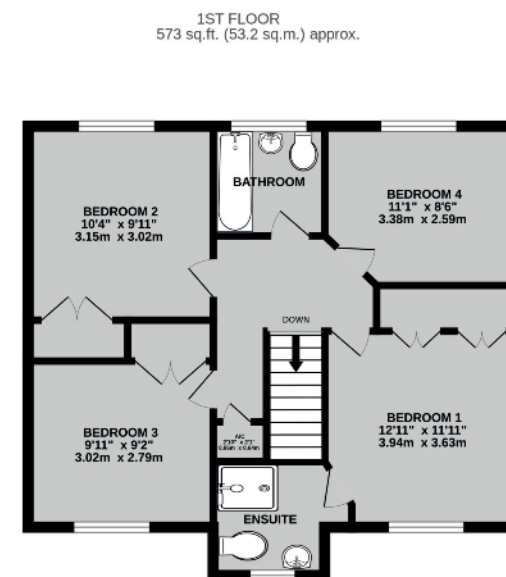 1ST FLOOR
573 sq.ft. (53.2 sq.m.) approx.
BATHROOM
BEDROOM 2
10'4" x 9'11"
3.15m x 3.02m
BEDROOM 4
11'1" x 8'6"
3.38m x 2.59m
DOWN
BEDROOM 3
9'11" x 9'2"
3.02m x 2.79m
BEDROOM 1
12'11" x 11'11"
3.94m x 3.63m
ENSUITE